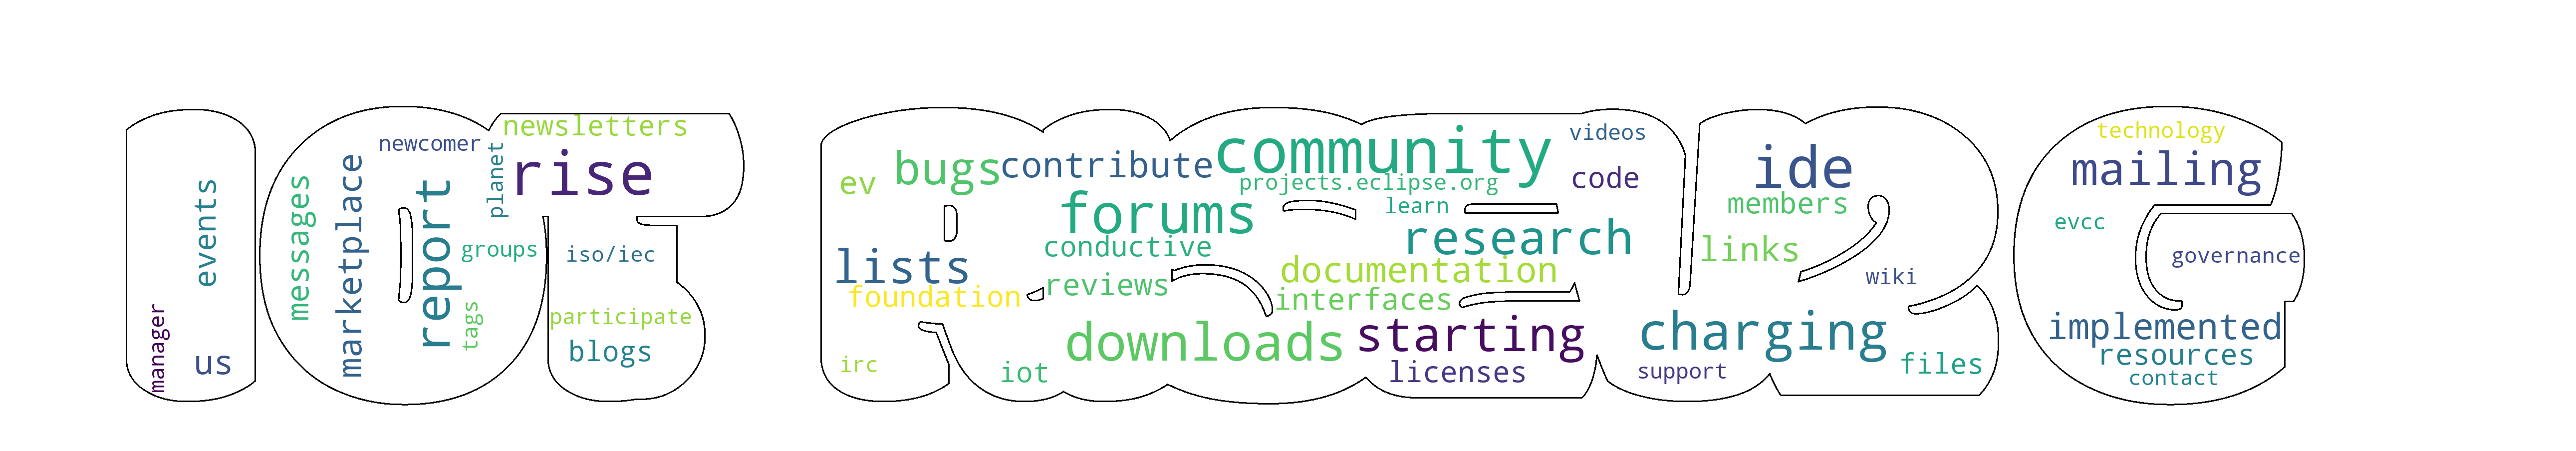 IOT RISEV2G
newsletters
newcomer
planet
rise
events
messages
marketplace
report
groups
iso/iec
tags
participate
manager
us
blogs
community
videos
bugs
contribute
projects.eclipse.org
code
ev
learn
forums
research
conductive
lists
documentation
reviews
foundation
interfaces
downloads
starting
irc
iot
licenses
ide
members
links
wiki
charging
support
files
technology
mailing
evcc
governance
implemented
resources
contact